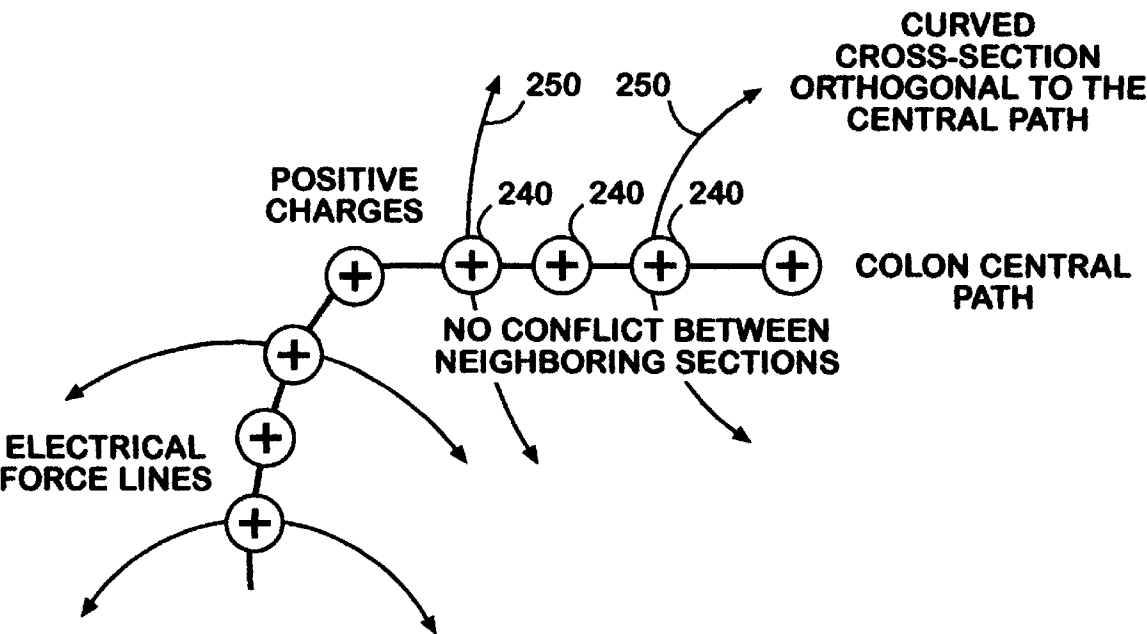 CURVED
CROSS-SECTION
ORTHOGONAL TO THE
CENTRAL PATH
250
250
POSITIVE
CHARGES
240
240
240
COLON CENTRAL
PATH
NO CONFLICT BETWEEN
NEIGHBORING SECTIONS
ELECTRICAL
FORCE LINES
+
+
+
+
+
+
+
+